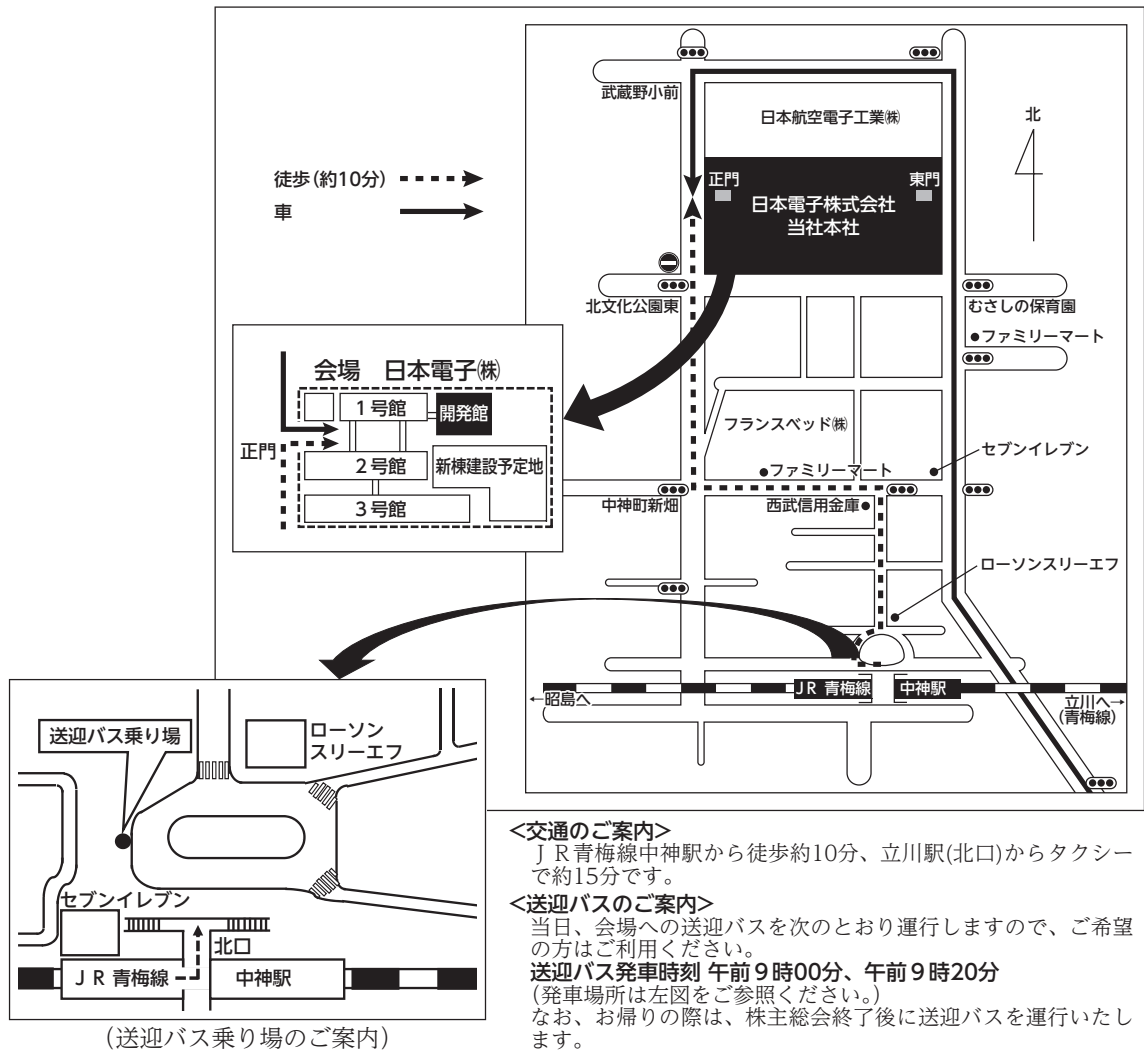 武蔵野小前
日本航空電子工業㈱
北
徒歩(約10分)
車
正門
東門
日本電子株式会社
当社本社
北文化公園東
むさしの保育園
●ファミリーマート
会場 日本電子㈱
1号館
開発館
正門
2号館
新棟建設予定地
3号館
フランスベッド㈱
セブンイレブン
●ファミリーマート
中神町新畑
西武信用金庫●
ローソンスリーエフ
JR 青梅線
中神駅
←昭島へ
立川へ→
(青梅線)
送迎バス乗り場
ローソン
スリーエフ
セブンイレブン
北口
JR 青梅線
中神駅
(送迎バス乗り場のご案内)
<交通のご案内>
JR青梅線中神駅から徒歩約10分、立川駅(北口)からタクシー
で約15分です。
<送迎バスのご案内>
当日、会場への送迎バスを次のとおり運行しますので、ご希望
の方はご利用ください。
送迎バス発車時刻 午前9時00分、午前9時20分
(発車場所は左図をご参照ください。)
なお、お帰りの際は、株主総会終了後に送迎バスを運行いたし
ます。